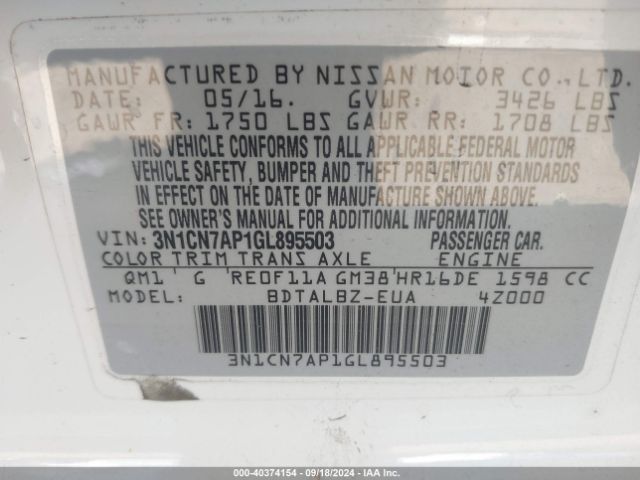 MANUFACTURED BY NISSAN MOTOR CO., LTD.
DATE: 05/16. GVWR: 3426 LBS
GAWR FR: 1750 LBS GAWR RR: 1708 LBS
THIS VEHICLE CONFORMS TO ALL APPLICABLE FEDERAL MOTOR
VEHICLE SAFETY, BUMPER AND THEFT PREVENTION STANDARDS
IN EFFECT ON THE DATE OF MANUFACTURE SHOWN ABOVE.
SEE OWNER'S MANUAL FOR ADDITIONAL INFORMATION.
VIN: 3N1CN7AP1GL895503 PASSENGER CAR.
COLOR TRIM TRANS AXLE ENGINE
QM1 G RE0F11A GM38 HR16DE 1598 CC
MODEL: BDTALBZ-EUA 4Z000
3N1CN7AP1GL895503
000-40374154 | 09/18/2024 | IAA Inc.